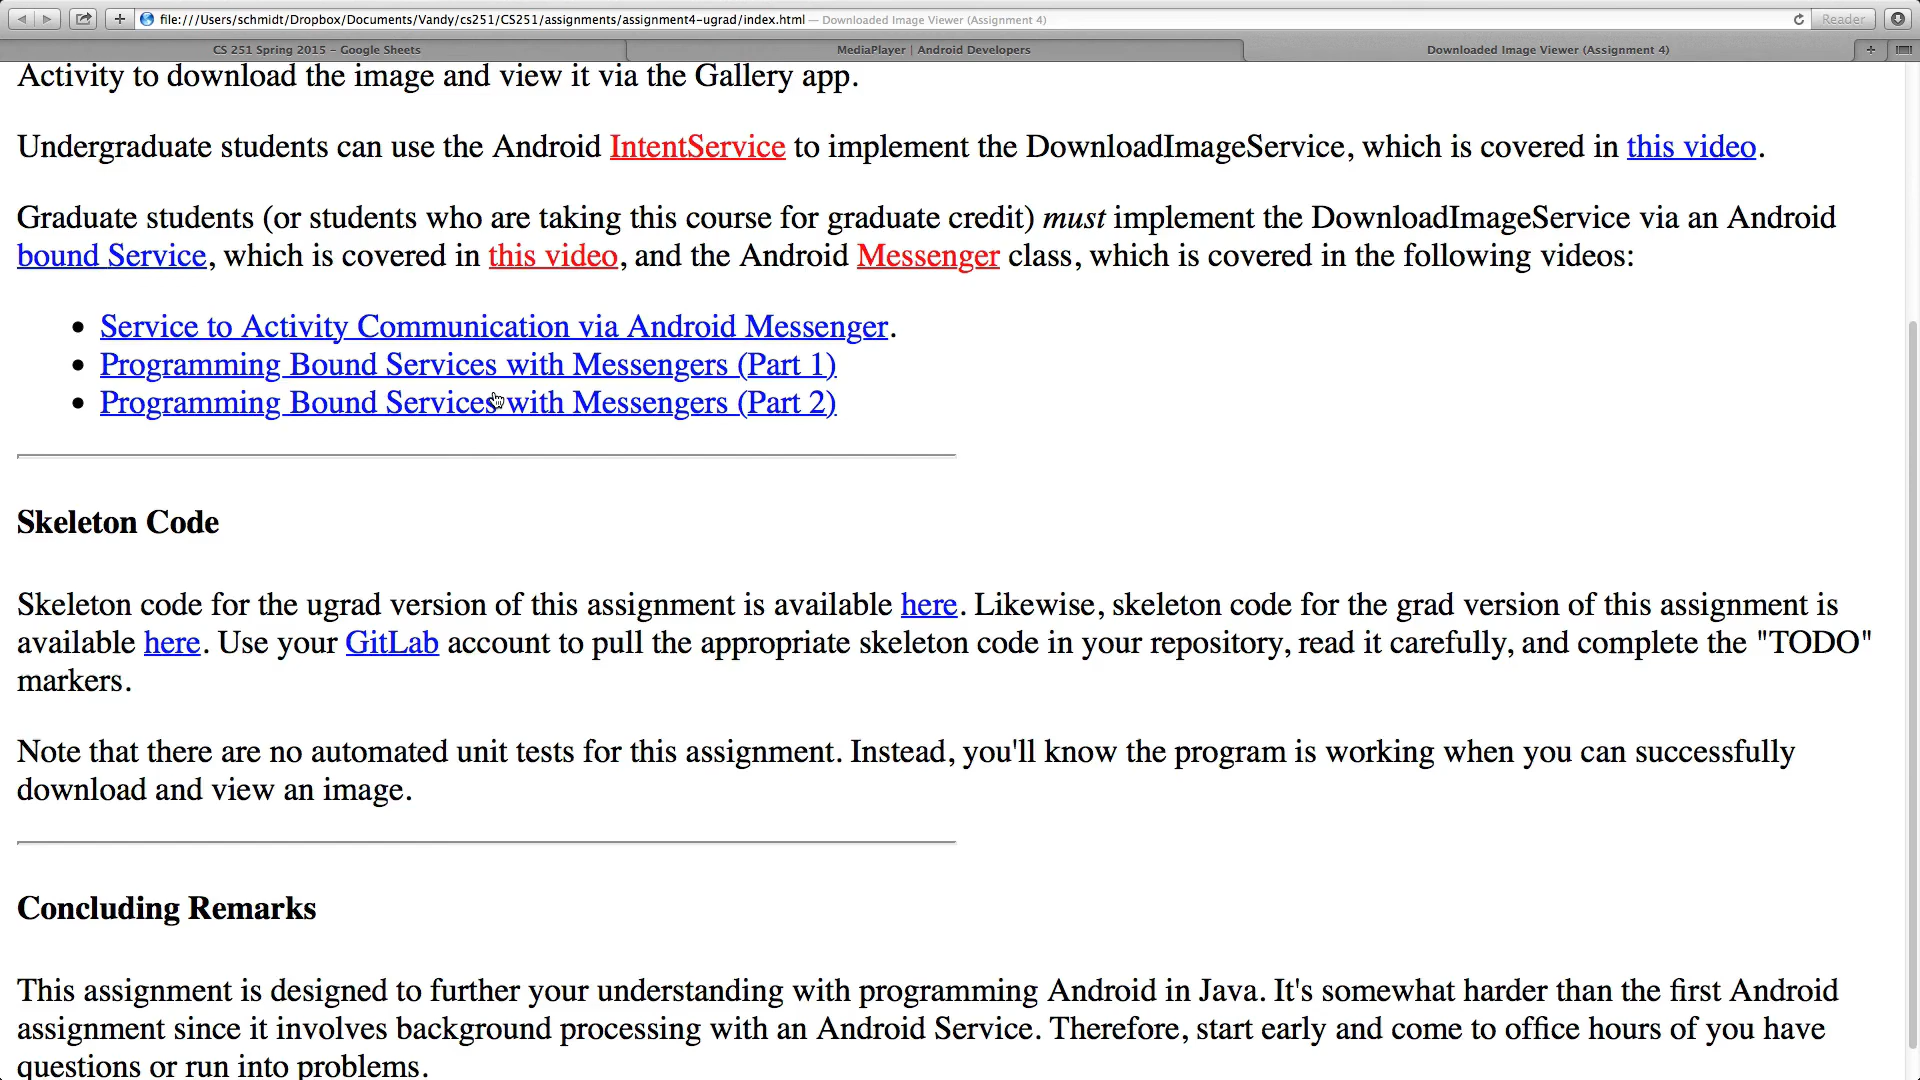 file:///Users/schmidt/Dropbox/Documents/Vandy/cs251/CS251/assignments/assignment4-ugrad/index.html — Downloaded Image Viewer (Assignment 4)
Reader
CS 251 Spring 2015 - Google Sheets
MediaPlayer | Android Developers
Downloaded Image Viewer (Assignment 4)
Activity to download the image and view it via the Gallery app.
Undergraduate students can use the Android IntentService to implement the DownloadImageService, which is covered in this video.
Graduate students (or students who are taking this course for graduate credit) must implement the DownloadImageService via an Android
bound Service, which is covered in this video, and the Android Messenger class, which is covered in the following videos:
• Service to Activity Communication via Android Messenger.
• Programming Bound Services with Messengers (Part 1)
• Programming Bound Services with Messengers (Part 2)
Skeleton Code
Skeleton code for the ugrad version of this assignment is available here. Likewise, skeleton code for the grad version of this assignment is
available here. Use your GitLab account to pull the appropriate skeleton code in your repository, read it carefully, and complete the "TODO"
markers.
Note that there are no automated unit tests for this assignment. Instead, you'll know the program is working when you can successfully
download and view an image.
Concluding Remarks
This assignment is designed to further your understanding with programming Android in Java. It's somewhat harder than the first Android
assignment since it involves background processing with an Android Service. Therefore, start early and come to office hours of you have
questions or run into problems.